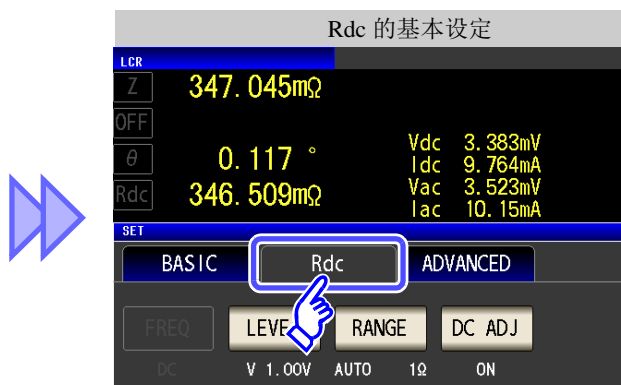 Rdc 的基本设定
LCR
Z 347.045mΩ
OFF
θ 0.117 °
Rdc 346.509mΩ
Vdc 3.383mV
Idc 9.764mA
Vac 3.523mV
Iac 10.15mA
SET
BASIC Rdc ADVANCED
FREQ LEVE RANGE DC ADJ
DC V 1.00V AUTO 1Ω ON